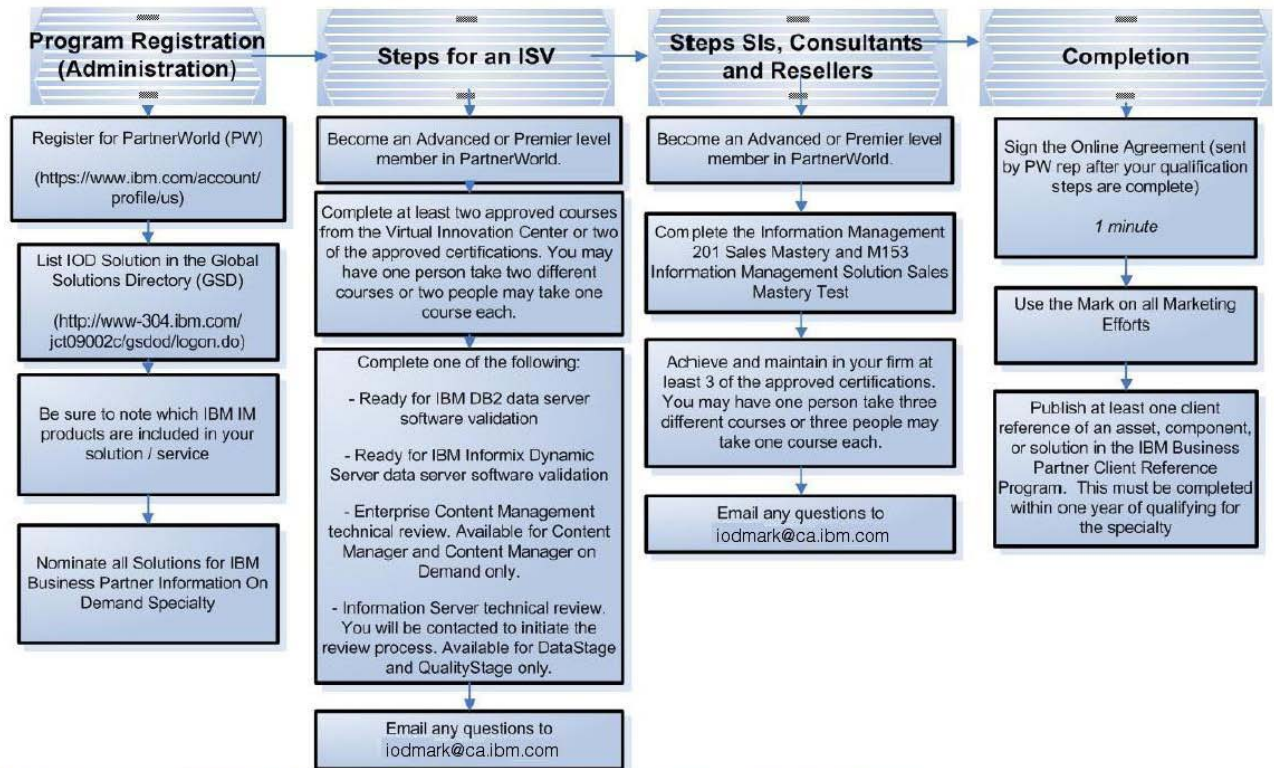 Program Registration
(Administration)
Register for PartnerWorld (PW)
(https://www.ibm.com/account/
profile/us)
List IOD Solution in the Global
Solutions Directory (GSD)
(http://www-304.ibm.com/
jct09002c/gsdod/logon.do)
Be sure to note which IBM IM
products are included in your
solution / service
Nominate all Solutions for IBM
Business Partner Information On
Demand Specialty
Steps for an ISV
Become an Advanced or Premier level
member in PartnerWorld.
Complete at least two approved courses
from the Virtual Innovation Center or two
of the approved certifications. You may
have one person take two different
courses or two people may take one
course each.
Complete one of the following:
- Ready for IBM DB2 data server
software validation
- Ready for IBM Informix Dynamic
Server data server software validation
- Enterprise Content Management
technical review. Available for Content
Manager and Content Manager on
Demand only.
- Information Server technical review.
You will be contacted to initiate the
review process. Available for DataStage
and QualityStage only.
Email any questions to
iodmark@ca.ibm.com
Steps SIs, Consultants
and Resellers
Become an Advanced or Premier level
member in PartnerWorld.
Complete the Information Management
201 Sales Mastery and M153
Information Management Solution Sales
Mastery Test
Achieve and maintain in your firm at
least 3 of the approved certifications.
You may have one person take three
different courses or three people may
take one course each.
Email any questions to
iodmark@ca.ibm.com
Completion
Sign the Online Agreement (sent
by PW rep after your qualification
steps are complete)
1 minute
Use the Mark on all Marketing
Efforts
Publish at least one client
reference of an asset, component,
or solution in the IBM Business
Partner Client Reference
Program. This must be completed
within one year of qualifying for
the specialty